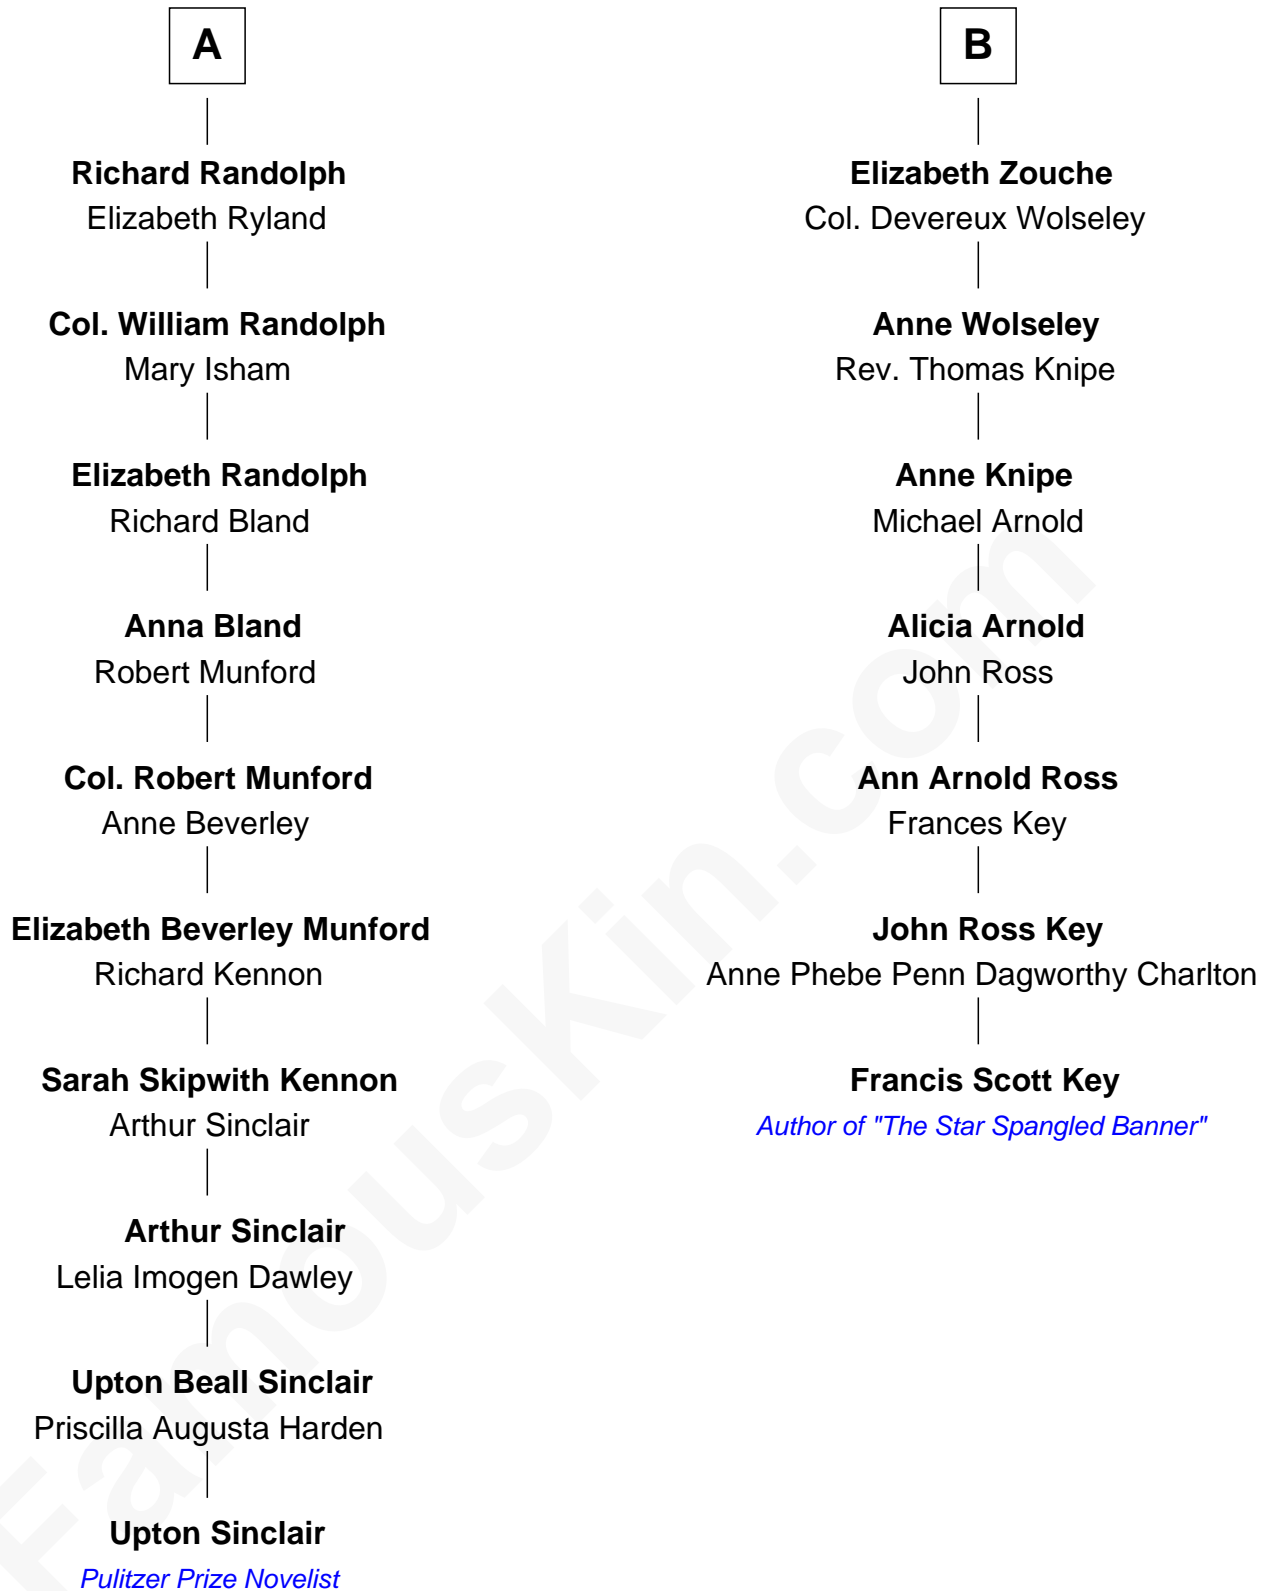 A
Richard Randolph
Elizabeth Ryland
Col. William Randolph
Mary Isham
Elizabeth Randolph
Richard Bland
Anna Bland
Robert Munford
Col. Robert Munford
Anne Beverley
Elizabeth Beverley Munford
Richard Kennon
Sarah Skipwith Kennon
Arthur Sinclair
Arthur Sinclair
Lelia Imogen Dawley
Upton Beall Sinclair
Priscilla Augusta Harden
Upton Sinclair
Pulitzer Prize Novelist
B
Elizabeth Zouche
Col. Devereux Wolseley
Anne Wolseley
Rev. Thomas Knipe
Anne Knipe
Michael Arnold
Alicia Arnold
John Ross
Ann Arnold Ross
Frances Key
John Ross Key
Anne Phebe Penn Dagworthy Charlton
Francis Scott Key
Author of "The Star Spangled Banner"
FamousKin.com